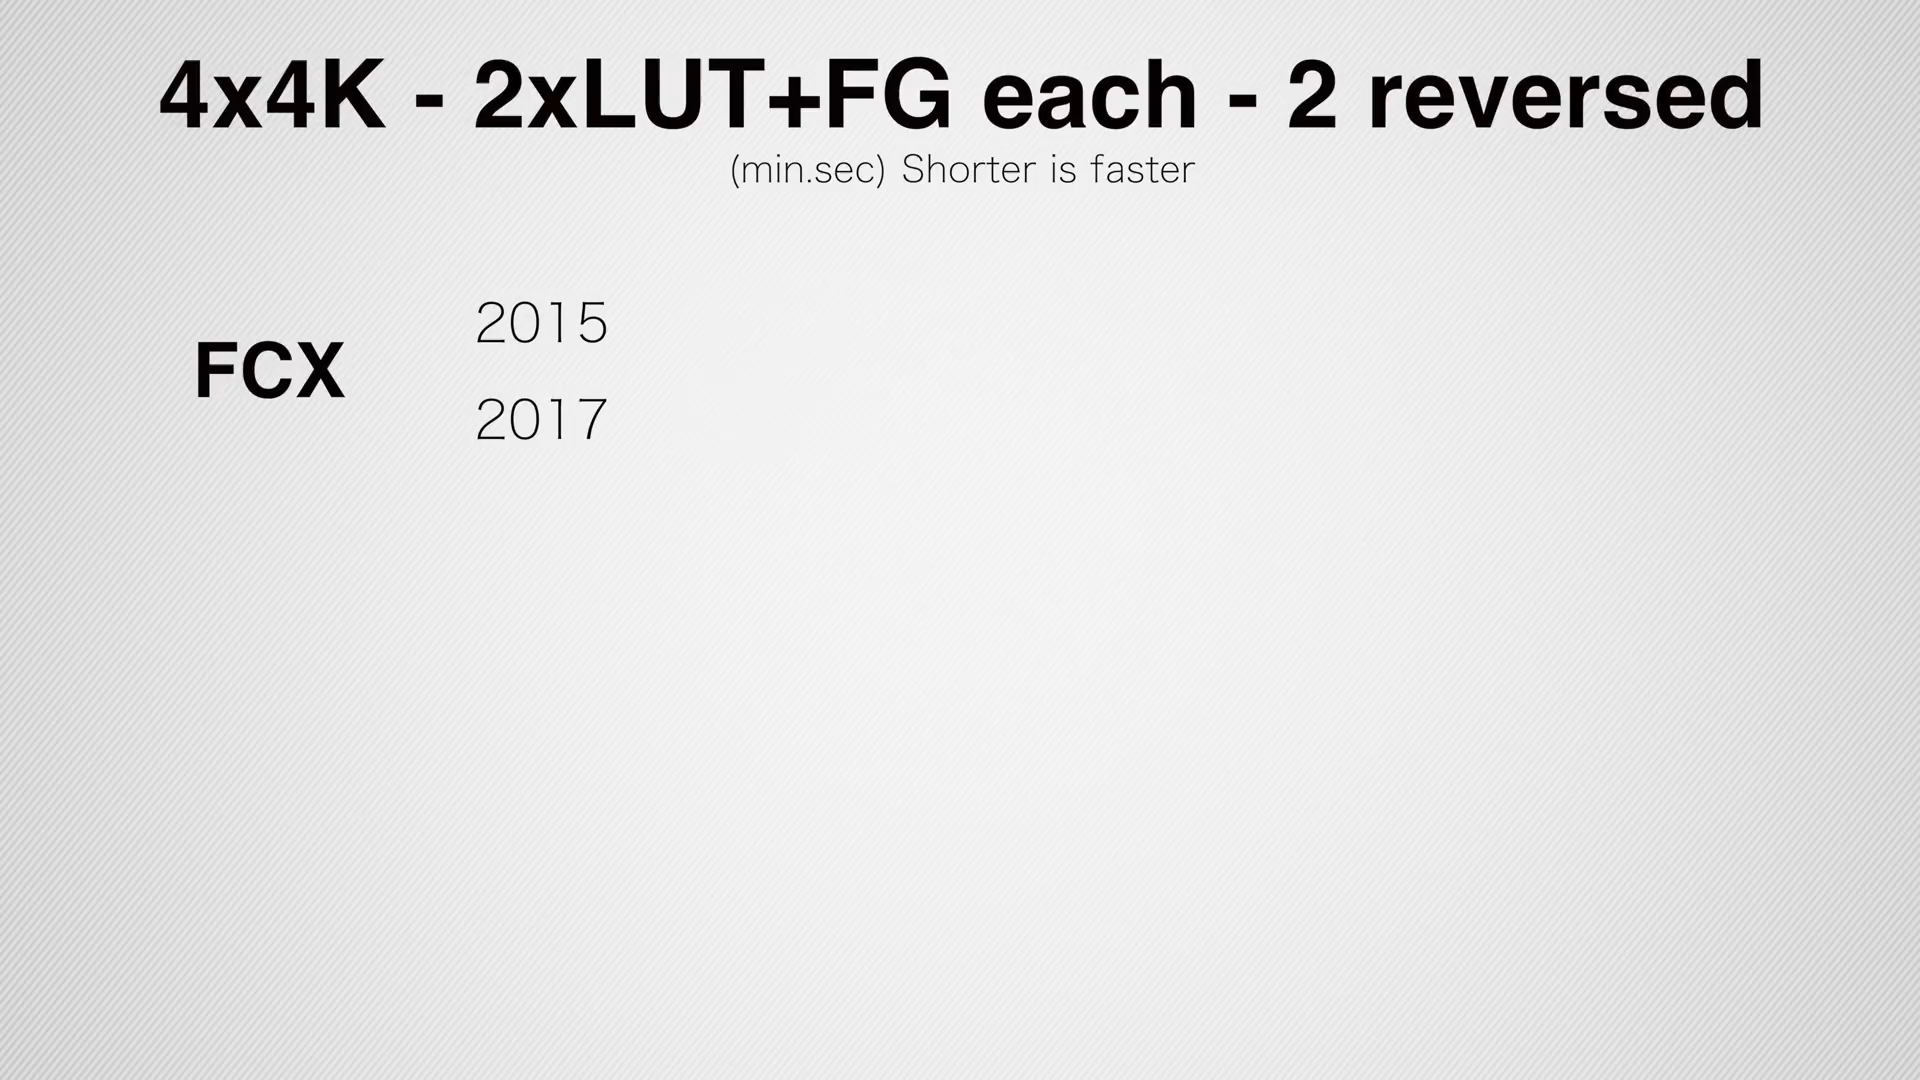 4x4K - 2xLUT+FG each - 2 reversed
(min.sec) Shorter is faster
2015
FCX
2017